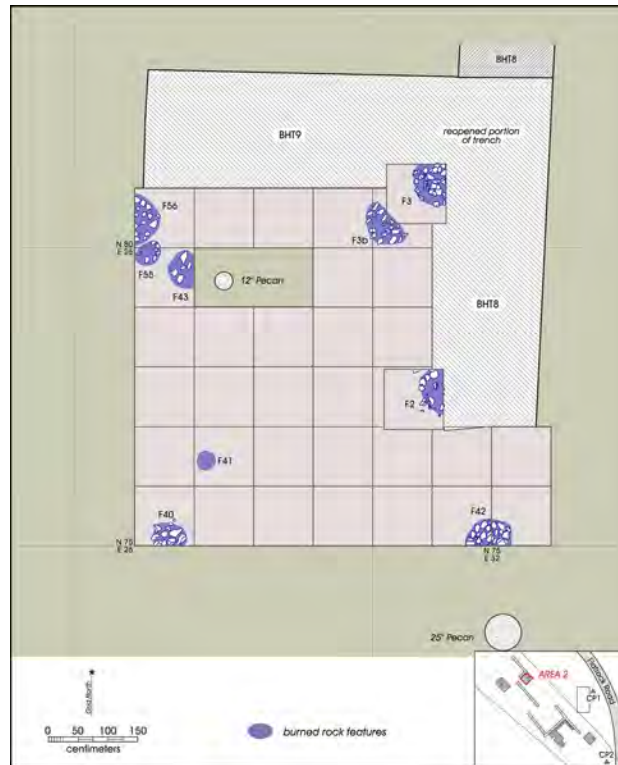 BHT8
BHT9
reopened portion
of trench
F56
F3
F3b
N 80
E 26
F55
F43
12" Pecan
BHT8
F2
F41
F40
F42
N 75
E 26
N 75
E 32
25" Pecan
Grid North
0 50 100 150
centimeters
burned rock features
AREA 2
Road
CP1
CP2